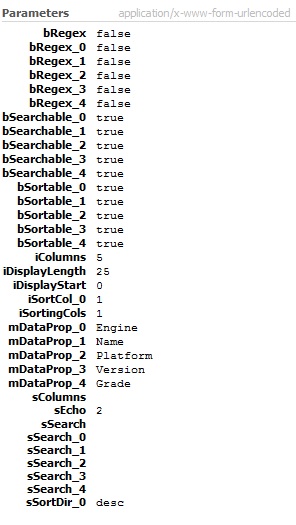 Parameters application/x-www-form-urlencoded
bRegex false
bRegex_0 false
bRegex_1 false
bRegex_2 false
bRegex_3 false
bRegex_4 false
bSearchable_0 true
bSearchable_1 true
bSearchable_2 true
bSearchable_3 true
bSearchable_4 true
bSortable_0 true
bSortable_1 true
bSortable_2 true
bSortable_3 true
bSortable_4 true
iColumns 5
iDisplayLength 25
iDisplayStart 0
iSortCol_0 1
iSortingCols 1
mDataProp_0 Engine
mDataProp_1 Name
mDataProp_2 Platform
mDataProp_3 Version
mDataProp_4 Grade
sColumns
sEcho 2
sSearch
sSearch_0
sSearch_1
sSearch_2
sSearch_3
sSearch_4
sSortDir_0 desc